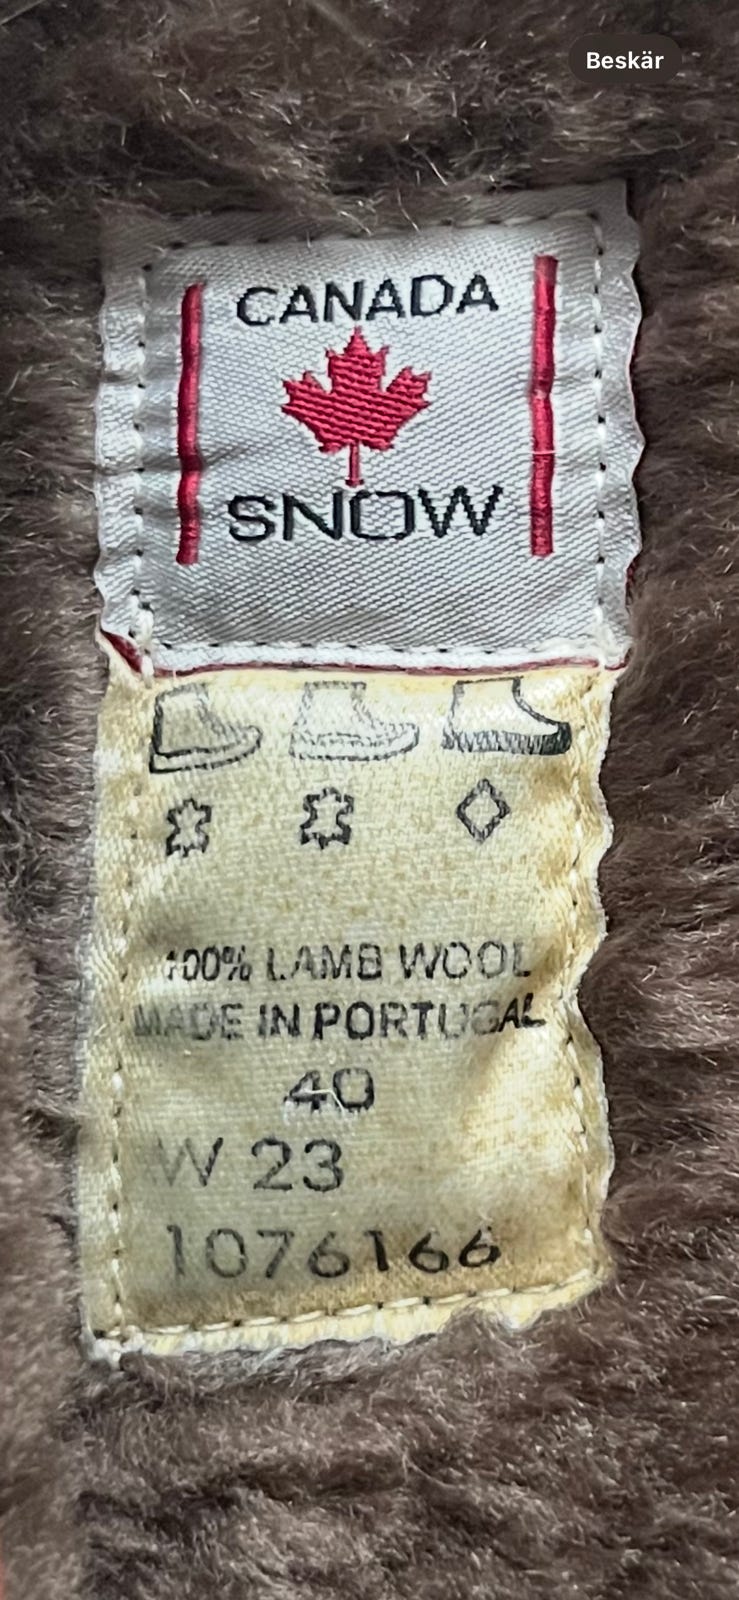 Beskär
CANADA
SNOW
100% LAMB WOOL
MADE IN PORTUGAL
40
W 23
1076166